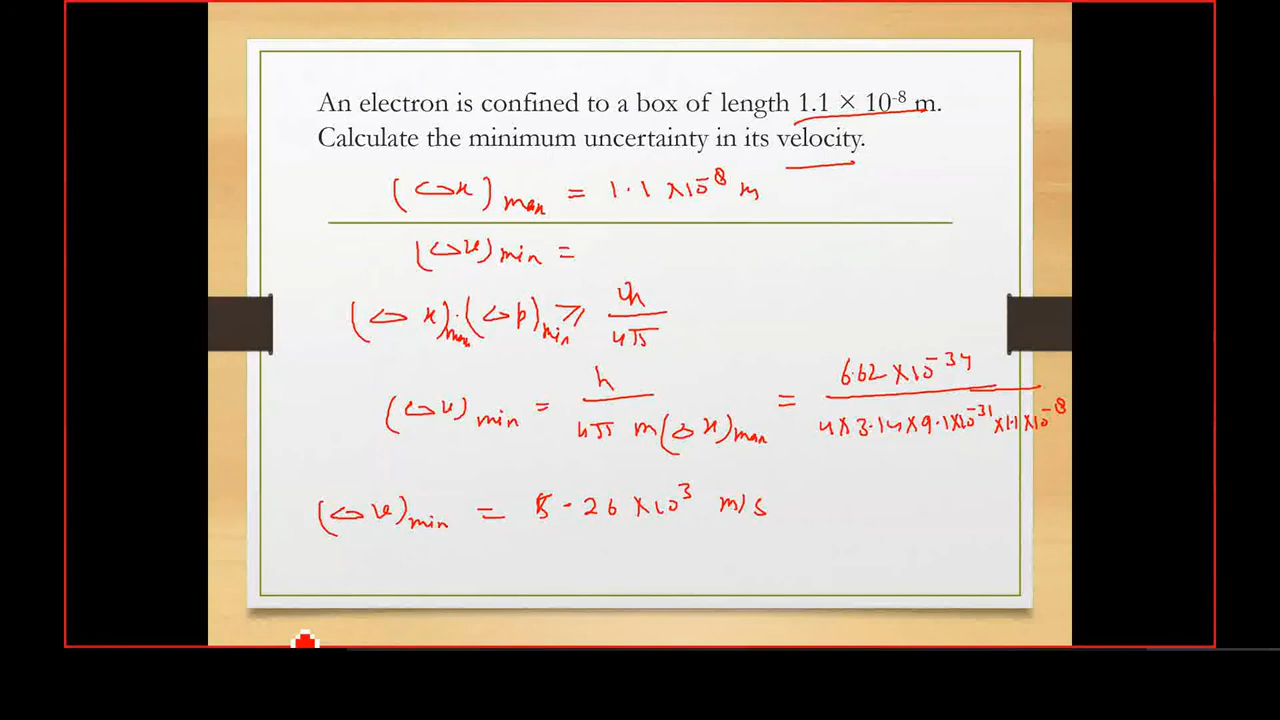 An electron is confined to a box of length 1.1 × 10⁻⁸ m.
Calculate the minimum uncertainty in its velocity.
(Δx)max = 1.1 × 10⁻⁸ m
(Δv)min =
(Δx)max · (Δp)min ≥ h / 4π
(Δv)min = h / 4π m(Δx)max = 6.62 × 10⁻³⁴ / 4 × 3.14 × 9.1 × 10⁻³¹ × 1.1 × 10⁻⁸
(Δv)min = 5.26 × 10³ m/s